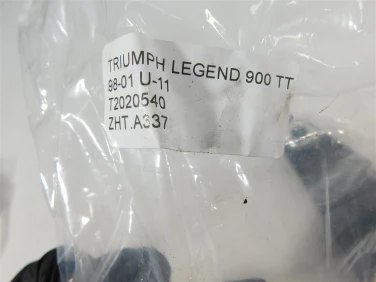 TRIUMPH LEGEND 900 TT
98-01 U-11
T2020540
ZHT.A337